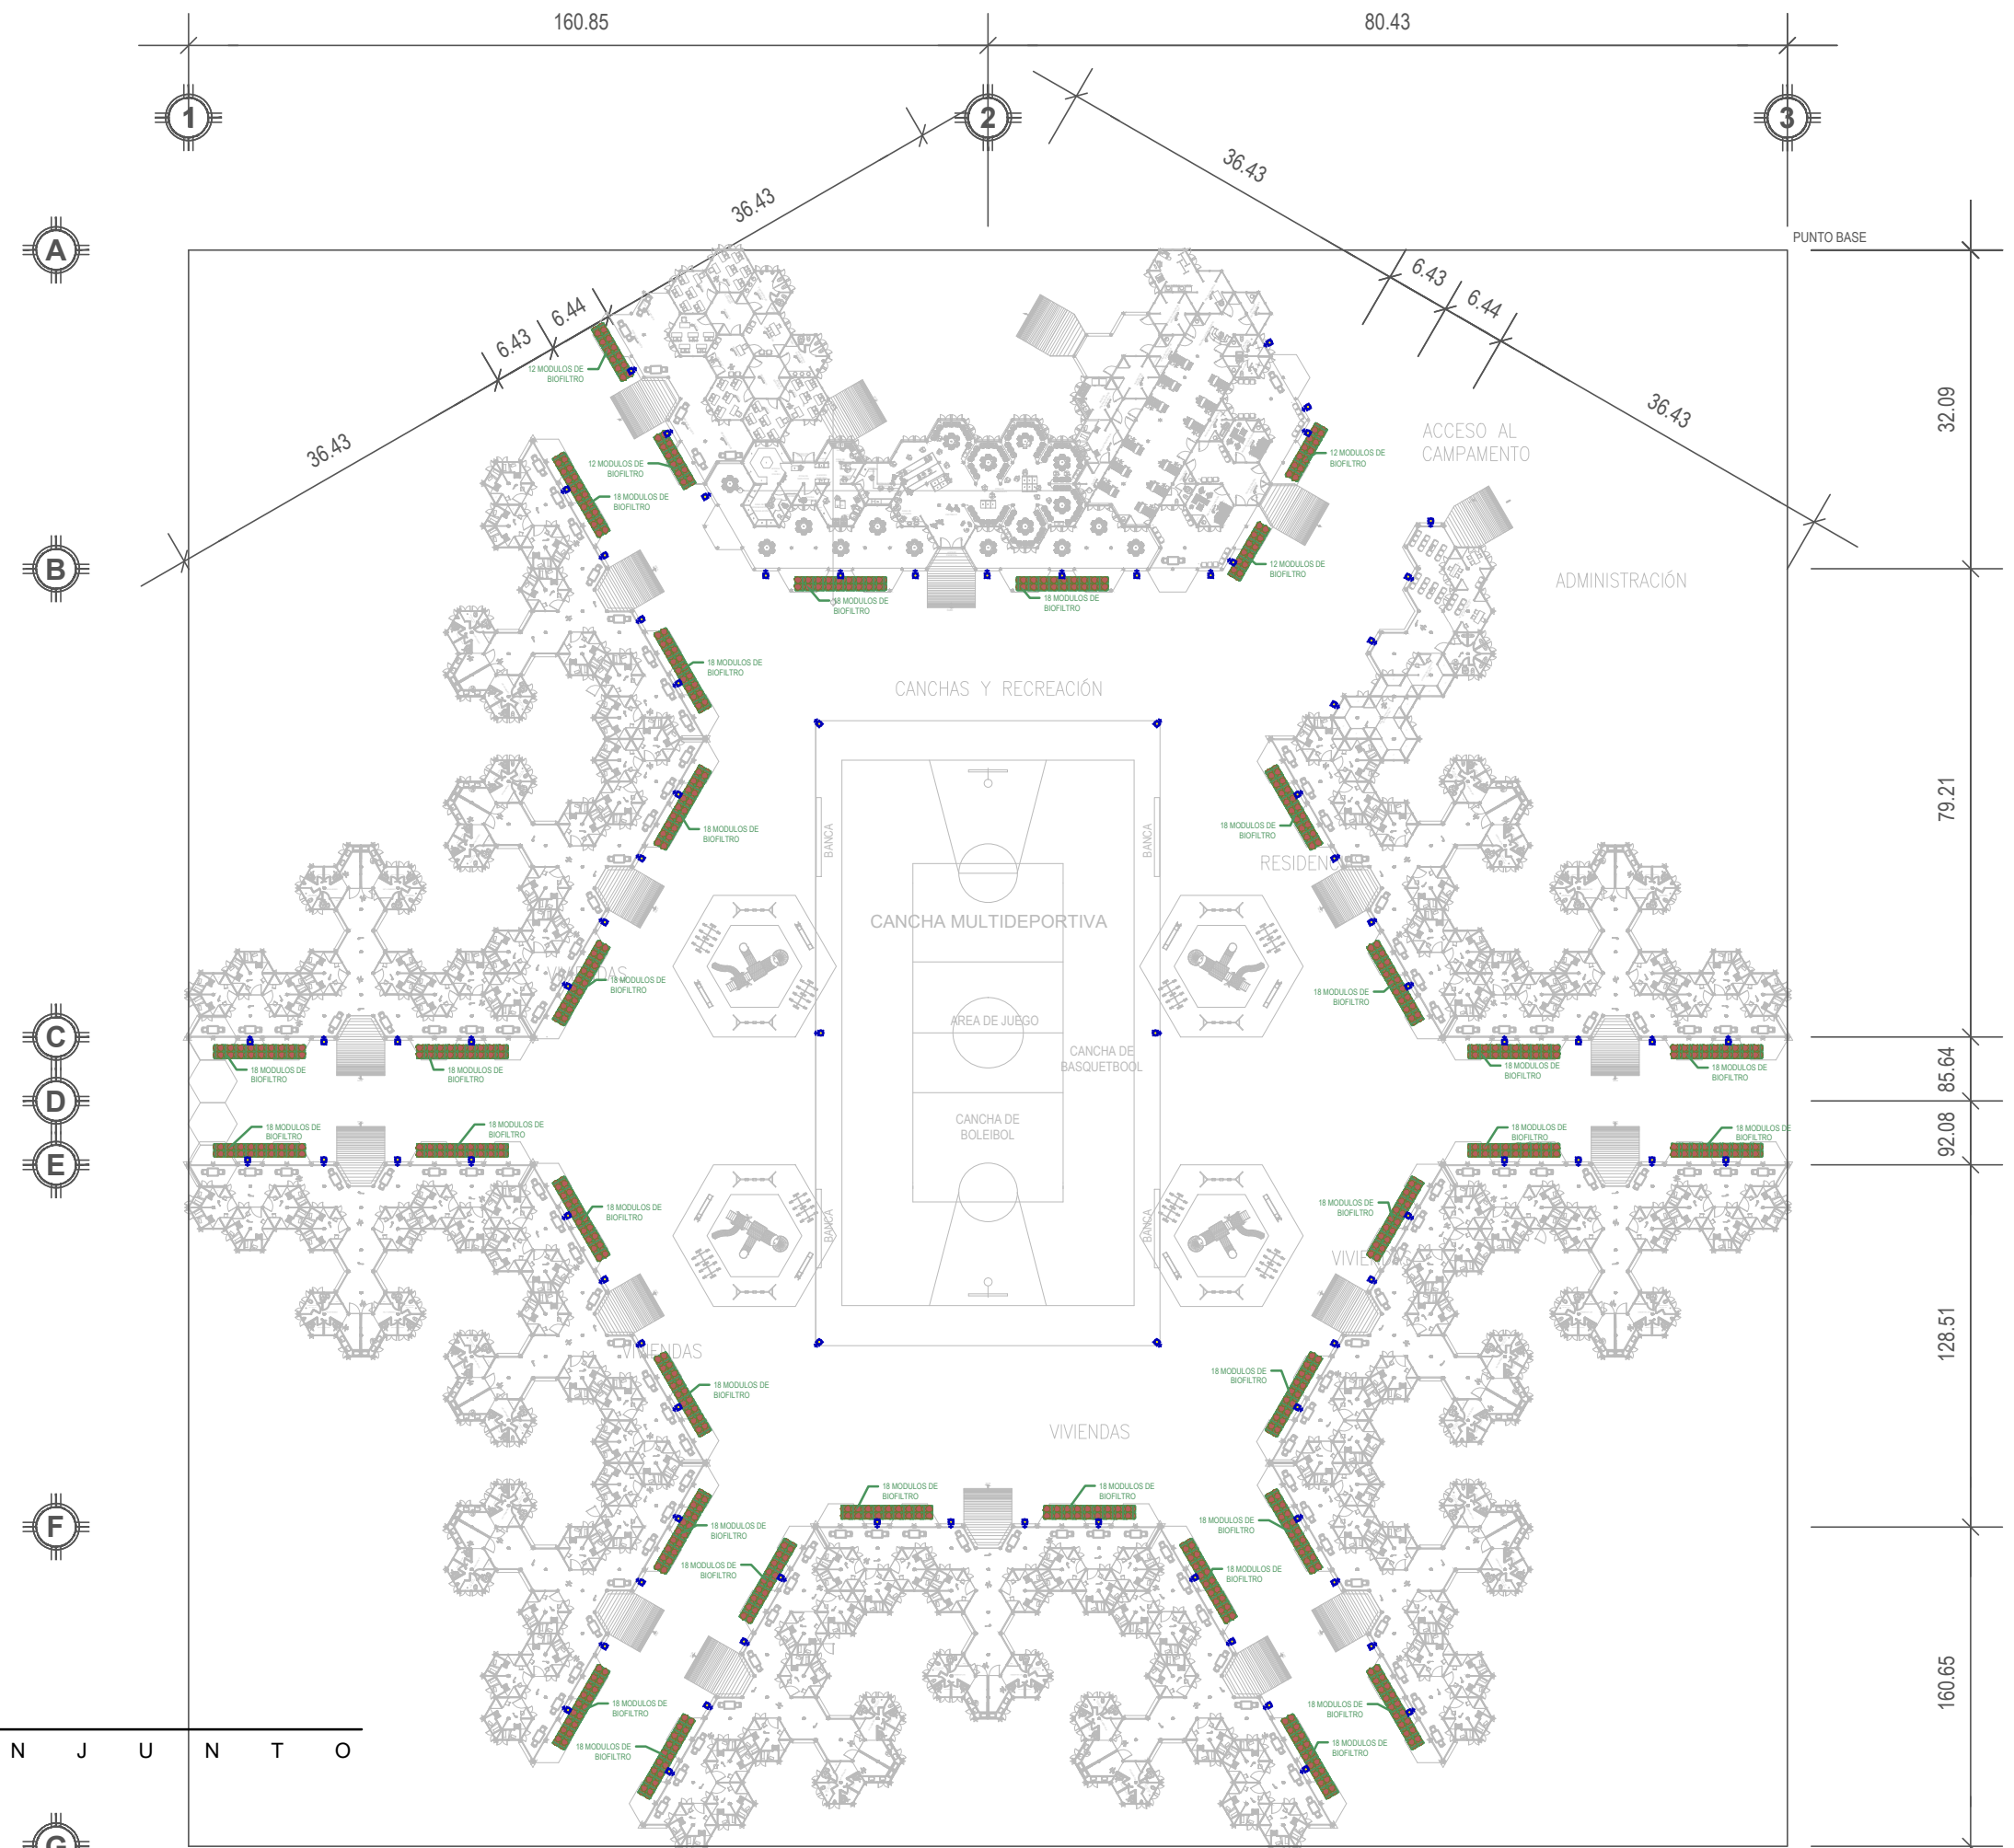 160.85
80.43
1
2
3
36.43
36.43
A
PUNTO BASE
6.43
6.44
6.43
6.44
12 MODULOS DE
BIOFILTRO
36.43
36.43
32.09
ACCESO AL
CAMPAMENTO
12 MODULOS DE
BIOFILTRO
12 MODULOS DE
BIOFILTRO
18 MODULOS DE
BIOFILTRO
B
12 MODULOS DE
BIOFILTRO
ADMINISTRACIÓN
18 MODULOS DE
BIOFILTRO
18 MODULOS DE
BIOFILTRO
18 MODULOS DE
BIOFILTRO
CANCHAS Y RECREACIÓN
79.21
18 MODULOS DE
BIOFILTRO
BANCA
BANCA
18 MODULOS DE
BIOFILTRO
RESIDENC
CANCHA MULTIDEPORTIVA
VIVIENDAS
18 MODULOS DE
BIOFILTRO
18 MODULOS DE
BIOFILTRO
AREA DE JUEGO
C
CANCHA DE
BASQUETBOOL
18 MODULOS DE
BIOFILTRO
18 MODULOS DE
BIOFILTRO
18 MODULOS DE
BIOFILTRO
18 MODULOS DE
BIOFILTRO
85.64
D
CANCHA DE
BOLEIBOL
18 MODULOS DE
BIOFILTRO
18 MODULOS DE
BIOFILTRO
18 MODULOS DE
BIOFILTRO
18 MODULOS DE
BIOFILTRO
92.08
E
18 MODULOS DE
BIOFILTRO
BANCA
BANCA
18 MODULOS DE
BIOFILTRO
VIVIENDAS
128.51
VIVIENDAS
18 MODULOS DE
BIOFILTRO
18 MODULOS DE
BIOFILTRO
VIVIENDAS
18 MODULOS DE
BIOFILTRO
18 MODULOS DE
BIOFILTRO
F
18 MODULOS DE
BIOFILTRO
18 MODULOS DE
BIOFILTRO
18 MODULOS DE
BIOFILTRO
18 MODULOS DE
BIOFILTRO
160.65
18 MODULOS DE
BIOFILTRO
18 MODULOS DE
BIOFILTRO
18 MODULOS DE
BIOFILTRO
18 MODULOS DE
BIOFILTRO
N J U N T O
G